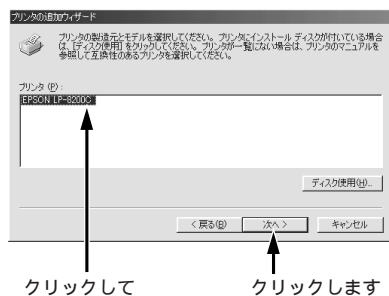 プリンタの追加ウィザード
プリンタの製造元とモデルを選択してください。プリンタにインストール ディスクが付いている場合
は、[ディスク使用] をクリックしてください。プリンタが一覧にない場合は、プリンタのマニュアルを
参照して互換性のあるプリンタを選択してください。
プリンタ (P) :
EPSON LP-8200C
ディスク使用(H)...
< 戻る(B)
次へ >
キャンセル
クリックして
クリックします